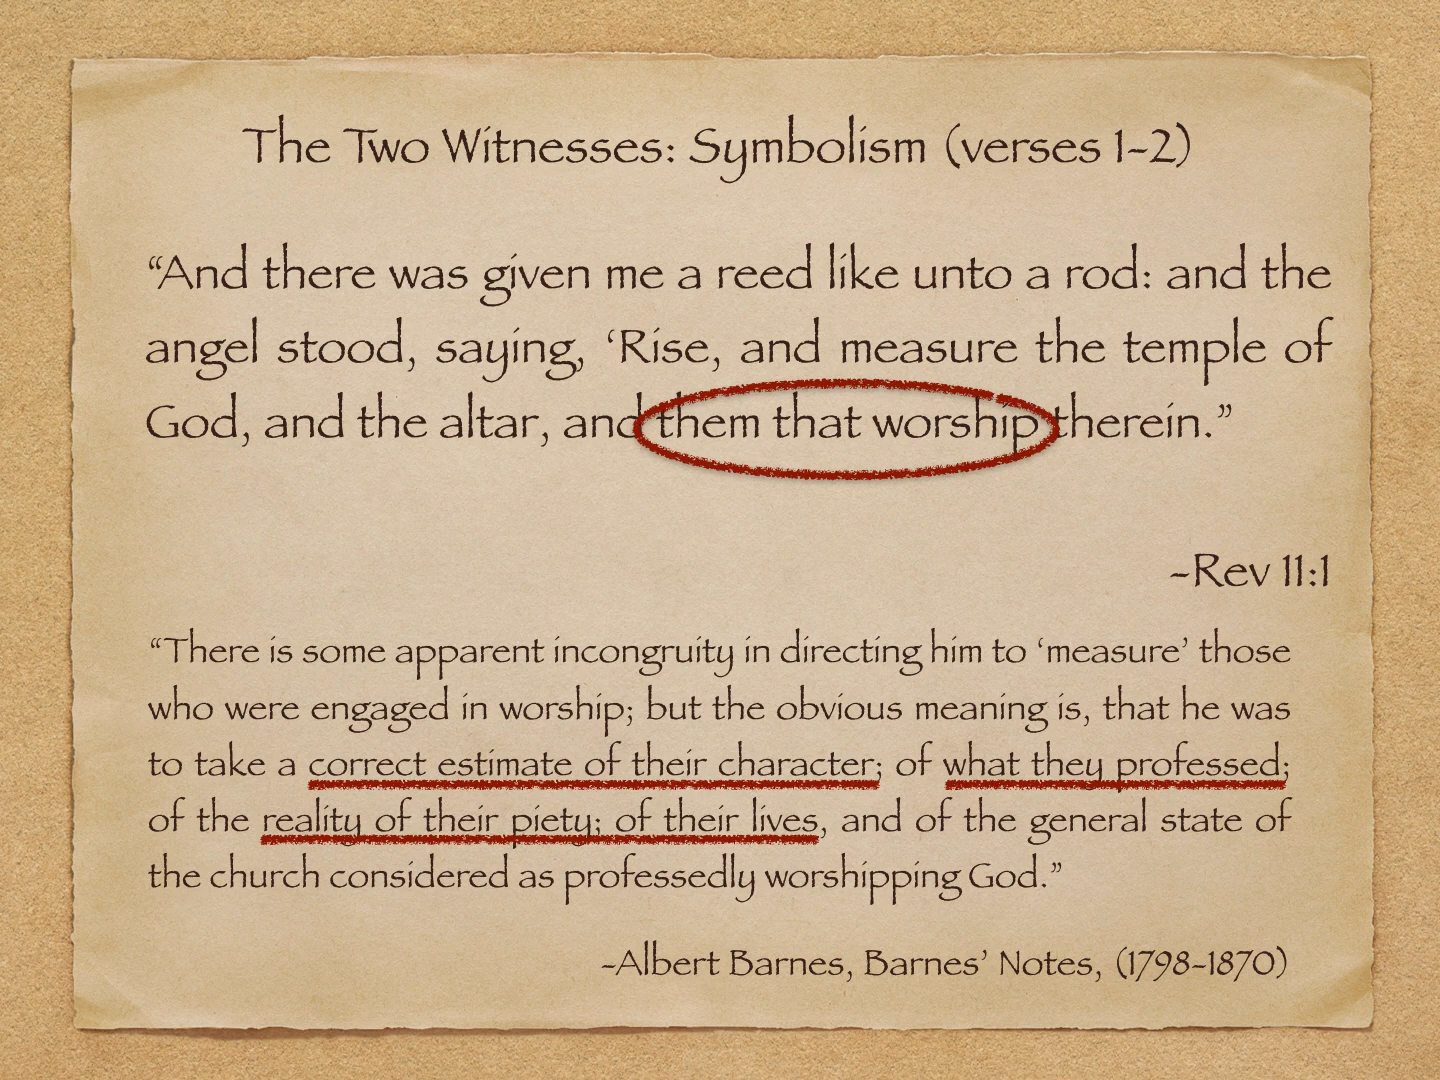 The Two Witnesses: Symbolism (verses 1-2)
“And there was given me a reed like unto a rod: and the
angel stood, saying, ‘Rise, and measure the temple of
God, and the altar, and them that worship therein.”
-Rev 11:1
“There is some apparent incongruity in directing him to ‘measure’ those
who were engaged in worship; but the obvious meaning is, that he was
to take a correct estimate of their character; of what they professed;
of the reality of their piety; of their lives, and of the general state of
the church considered as professedly worshipping God.”
-Albert Barnes, Barnes’ Notes, (1798-1870)